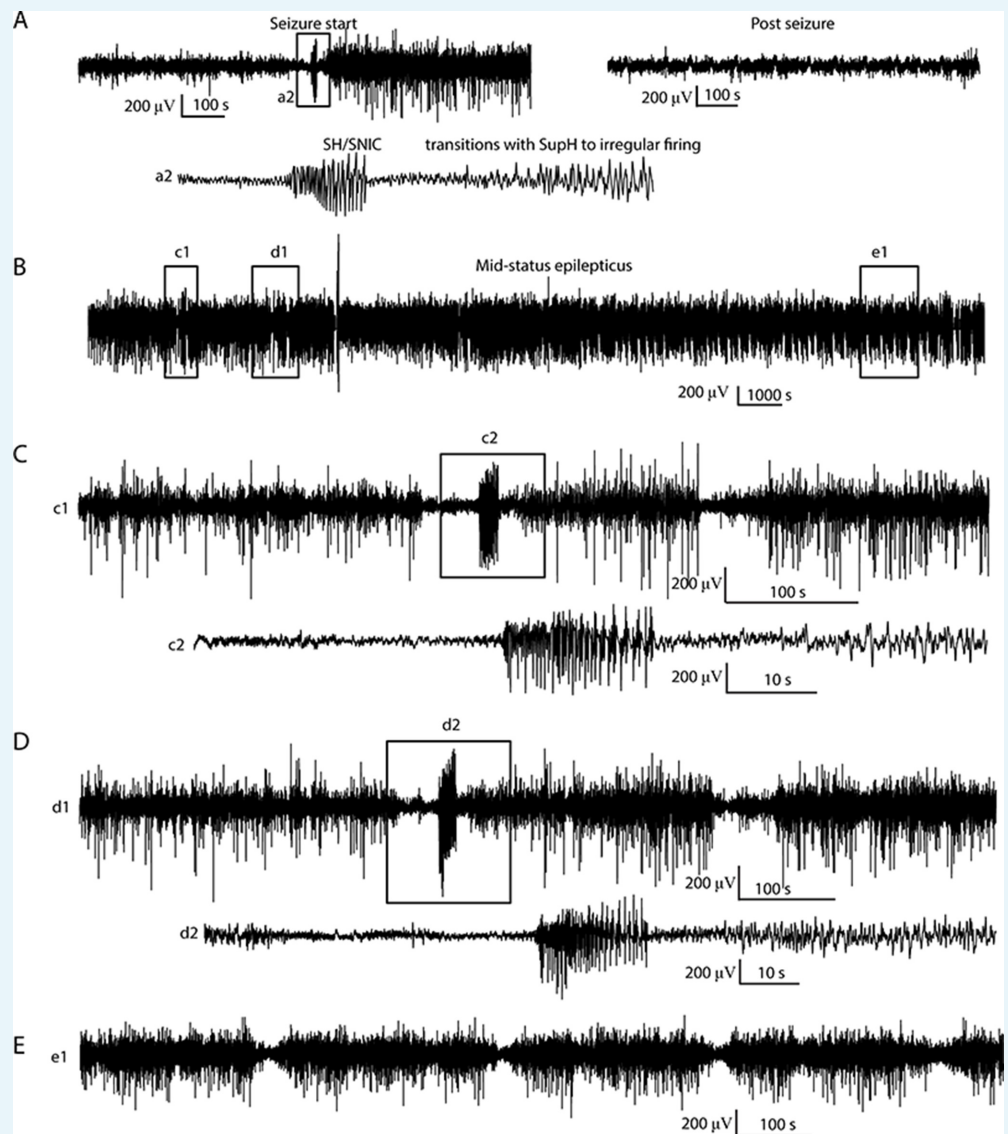 A
Seizure start
Post seizure
a2
200 µV 100 s
200 µV 100 s
SH/SNIC transitions with SupH to irregular firing
a2
B
c1 d1 Mid-status epilepticus e1
200 µV 1000 s
C
c2
c1
200 µV 100 s
c2
200 µV 10 s
D
d2
d1
200 µV 100 s
d2
200 µV 10 s
E
e1
200 µV 100 s